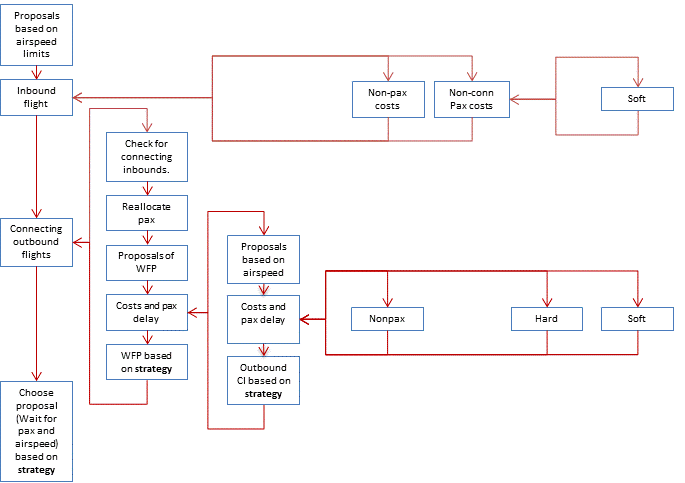 Proposals
based on
airspeed
limits
Inbound
flight
Non-pax
costs
Non-conn
Pax costs
Soft
Check for
connecting
inbounds.
Reallocate
pax
Connecting
outbound
flights
Proposals of
WFP
Proposals
based on
airspeed
Costs and pax
delay
Costs and
pax delay
Nonpax
Hard
Soft
WFP based
on strategy
Outbound
CI based on
strategy
Choose
proposal
(Wait for
pax and
airspeed)
based on
strategy